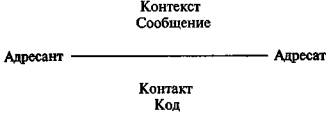 Контекст
Сообщение
Адресант Адресат
Контакт
Код